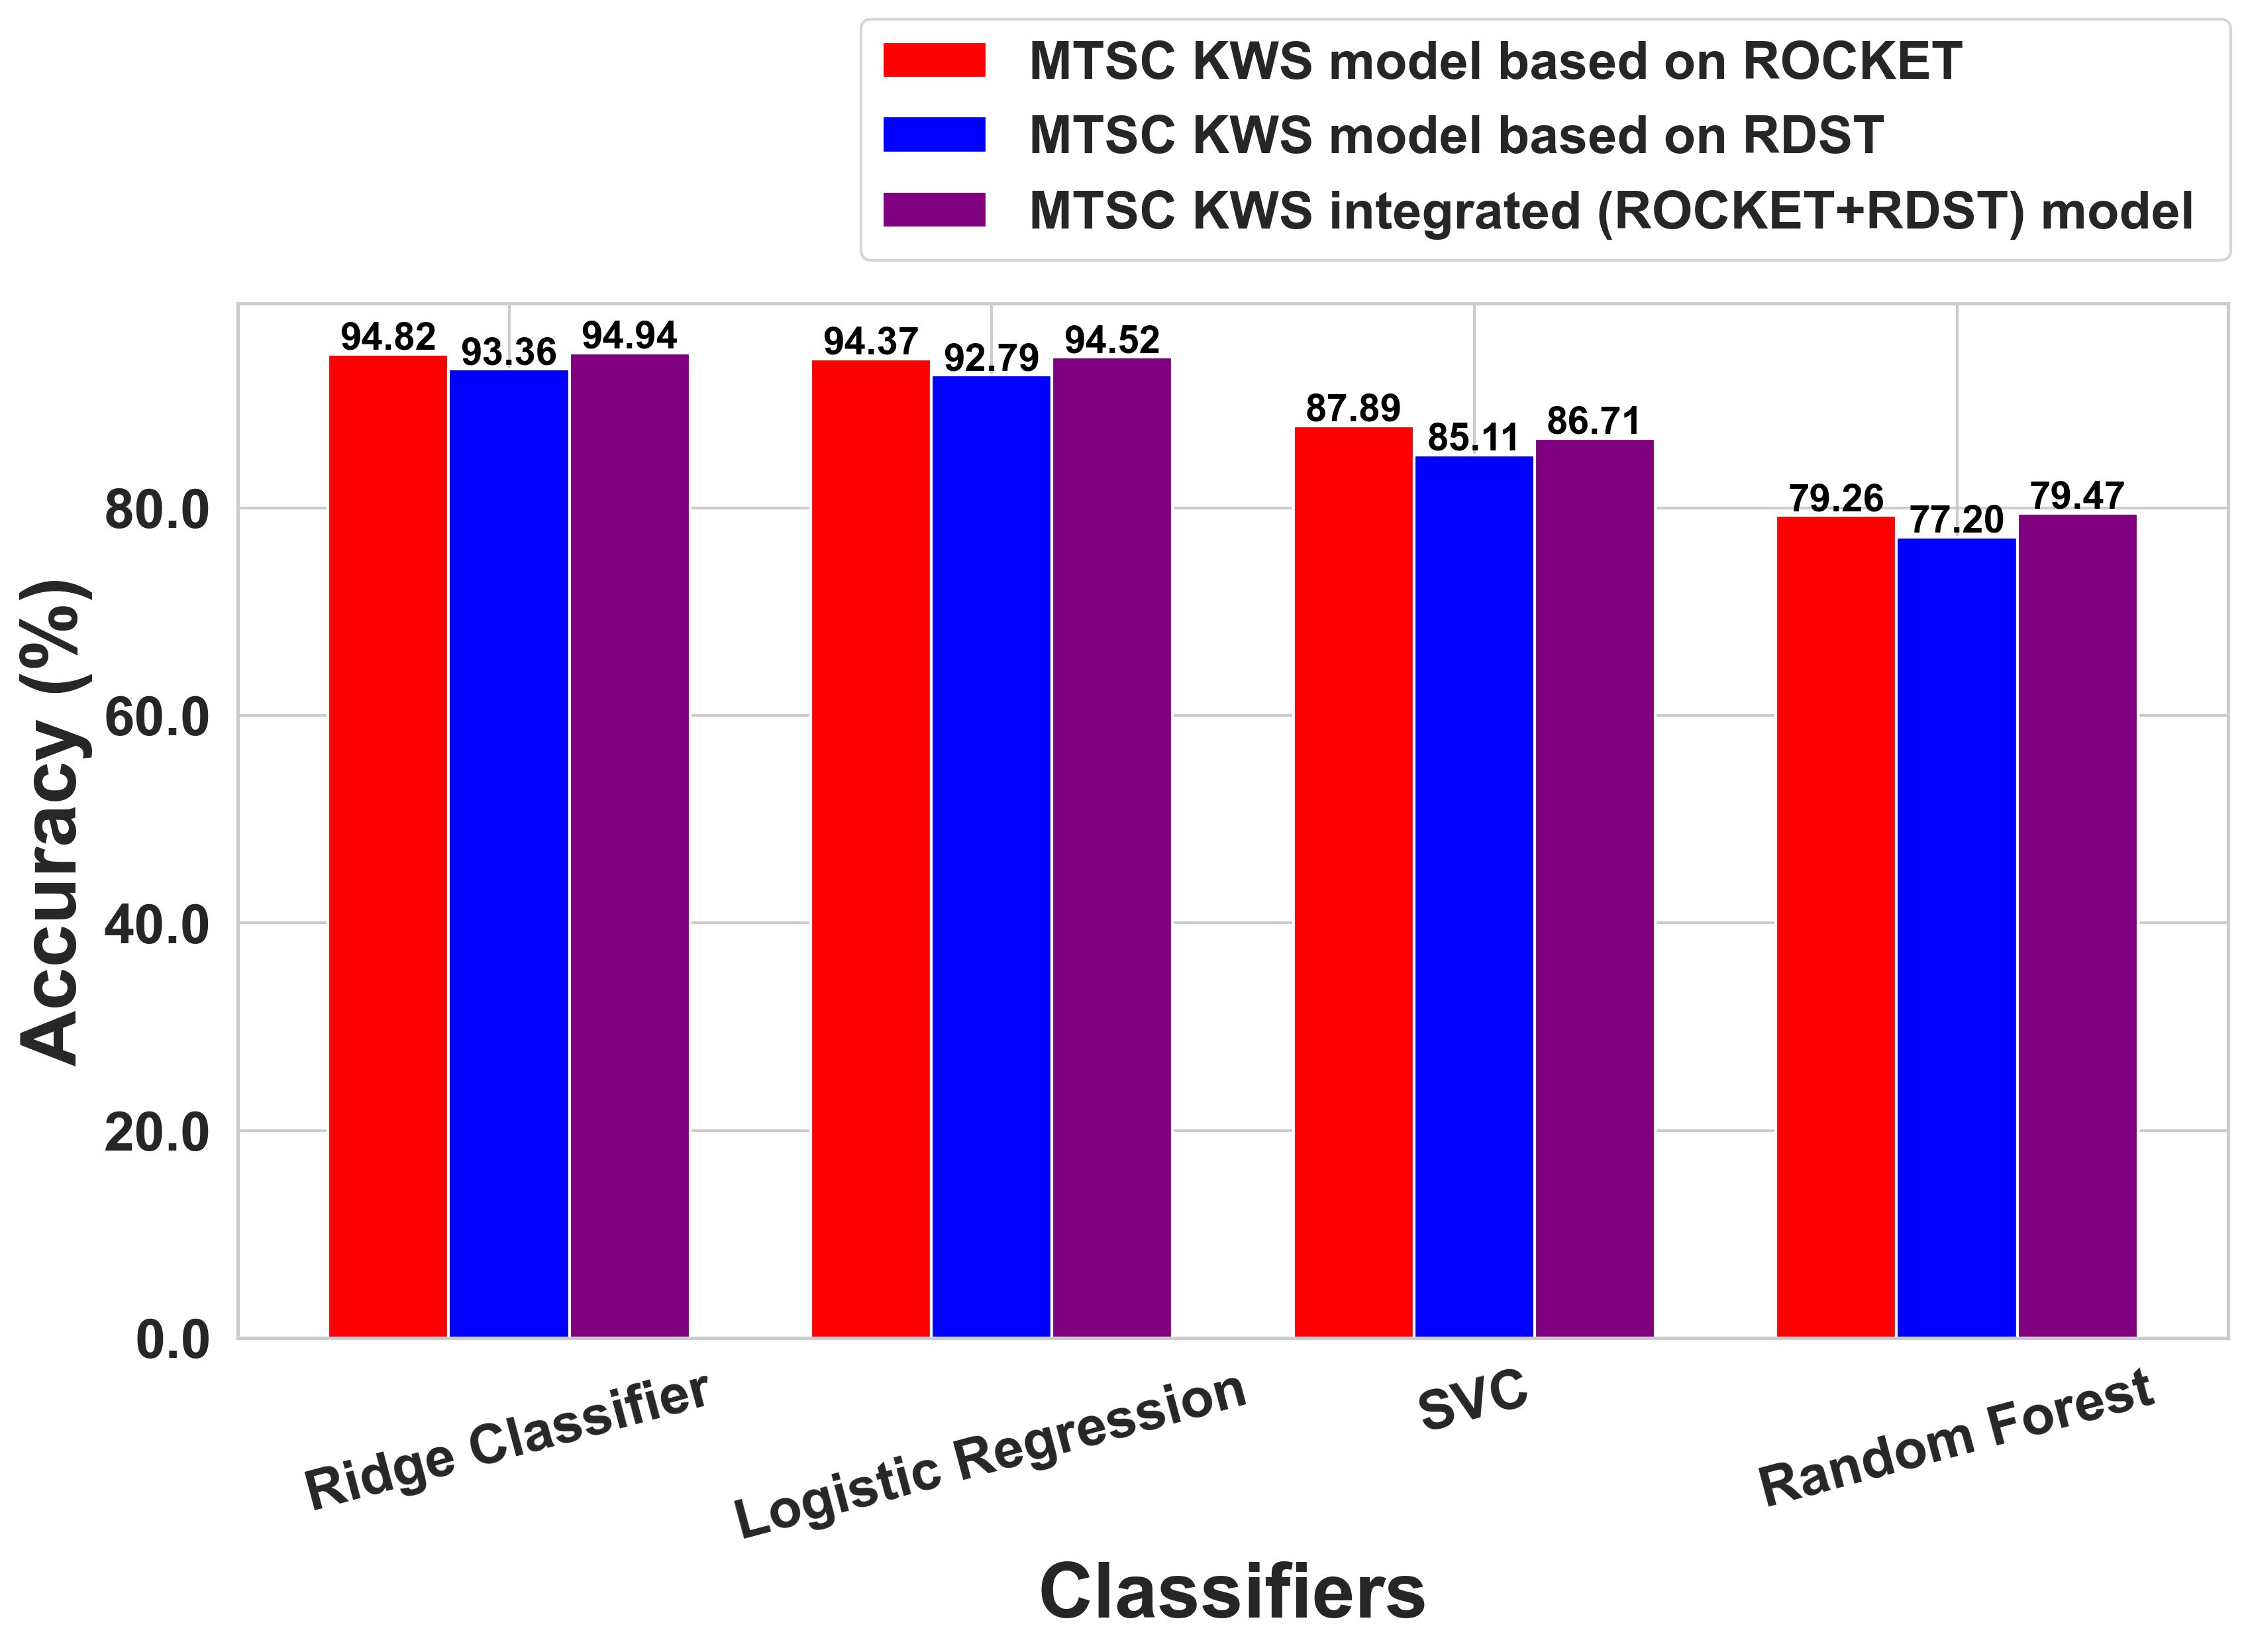 MTSC KWS model based on ROCKET
MTSC KWS model based on RDST
MTSC KWS integrated (ROCKET+RDST) model
94.82
93.36
94.94
94.37
92.79
94.52
87.89
85.11
86.71
79.26
77.20
79.47
80.0
60.0
40.0
20.0
0.0
Accuracy (%)
Ridge Classifier
Logistic Regression
SVC
Random Forest
Classifiers